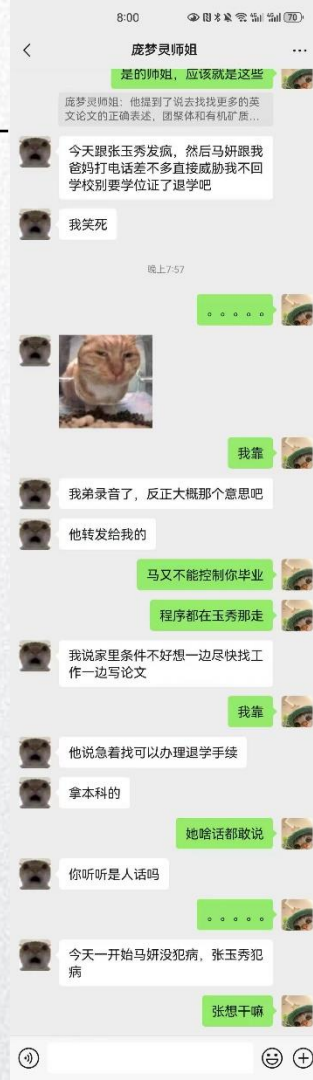 8:00
70
庞梦灵师姐
是的师姐，应该就是这些
庞梦灵师姐：他提到了说去找找更多的英
文论文的正确表述，团聚体和有机矿质...
今天跟张玉秀发疯，然后马妍跟我
爸妈打电话差不多直接威胁我不回
学校别要学位证了退学吧
我笑死
晚上7:57
。。。。。
我靠
我弟录音了，反正大概那个意思吧
他转发给我的
马又不能控制你毕业
程序都在玉秀那走
我说家里条件不好想一边尽快找工
作一边写论文
我靠
他说急着找可以办理退学手续
拿本科的
她啥话都敢说
你听听是人话吗
。。。。。
今天一开始马妍没犯病，张玉秀犯
病
张想干嘛